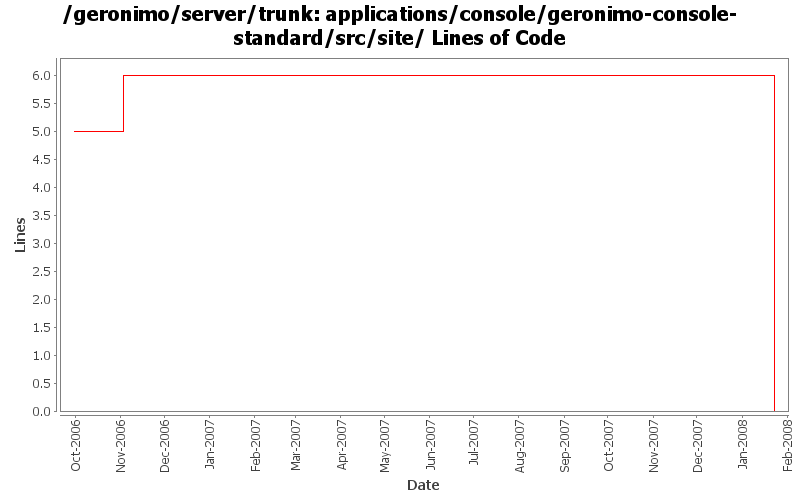 /geronimo/server/trunk: applications/console/geronimo-console-
standard/src/site/ Lines of Code
6.0
5.5
5.0
4.5
4.0
3.5
3.0
2.5
2.0
1.5
1.0
0.5
0.0
Lines
Oct-2006
Nov-2006
Dec-2006
Jan-2007
Feb-2007
Mar-2007
Apr-2007
May-2007
Jun-2007
Jul-2007
Aug-2007
Sep-2007
Oct-2007
Nov-2007
Dec-2007
Jan-2008
Feb-2008
Date